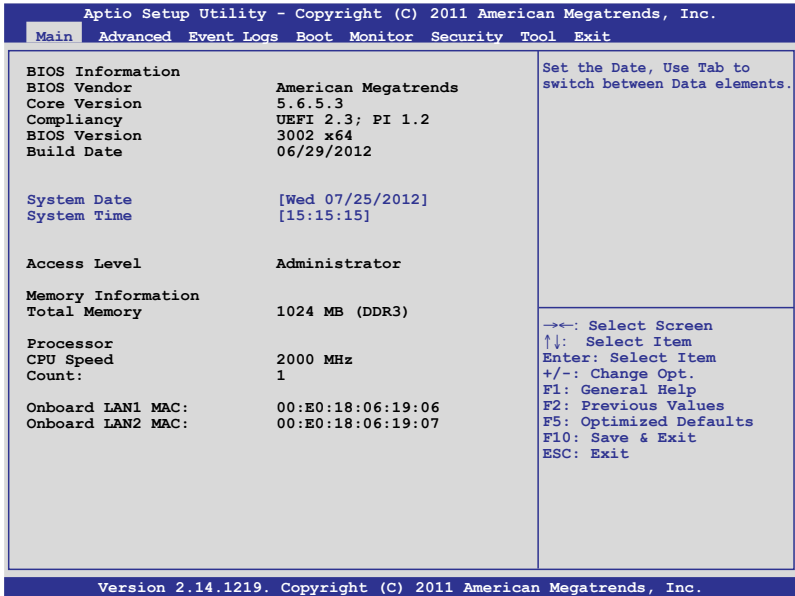 Aptio Setup Utility - Copyright (C) 2011 American Megatrends, Inc.
Main Advanced Event Logs Boot Monitor Security Tool Exit
BIOS Information
BIOS Vendor American Megatrends
Core Version 5.6.5.3
Compliancy UEFI 2.3; PI 1.2
BIOS Version 3002 x64
Build Date 06/29/2012
System Date [Wed 07/25/2012]
System Time [15:15:15]
Access Level Administrator
Memory Information
Total Memory 1024 MB (DDR3)
Processor
CPU Speed 2000 MHz
Count: 1
Onboard LAN1 MAC: 00:E0:18:06:19:06
Onboard LAN2 MAC: 00:E0:18:06:19:07
Set the Date, Use Tab to
switch between Data elements.
→←: Select Screen
↑↓: Select Item
Enter: Select Item
+/-: Change Opt.
F1: General Help
F2: Previous Values
F5: Optimized Defaults
F10: Save & Exit
ESC: Exit
Version 2.14.1219. Copyright (C) 2011 American Megatrends, Inc.